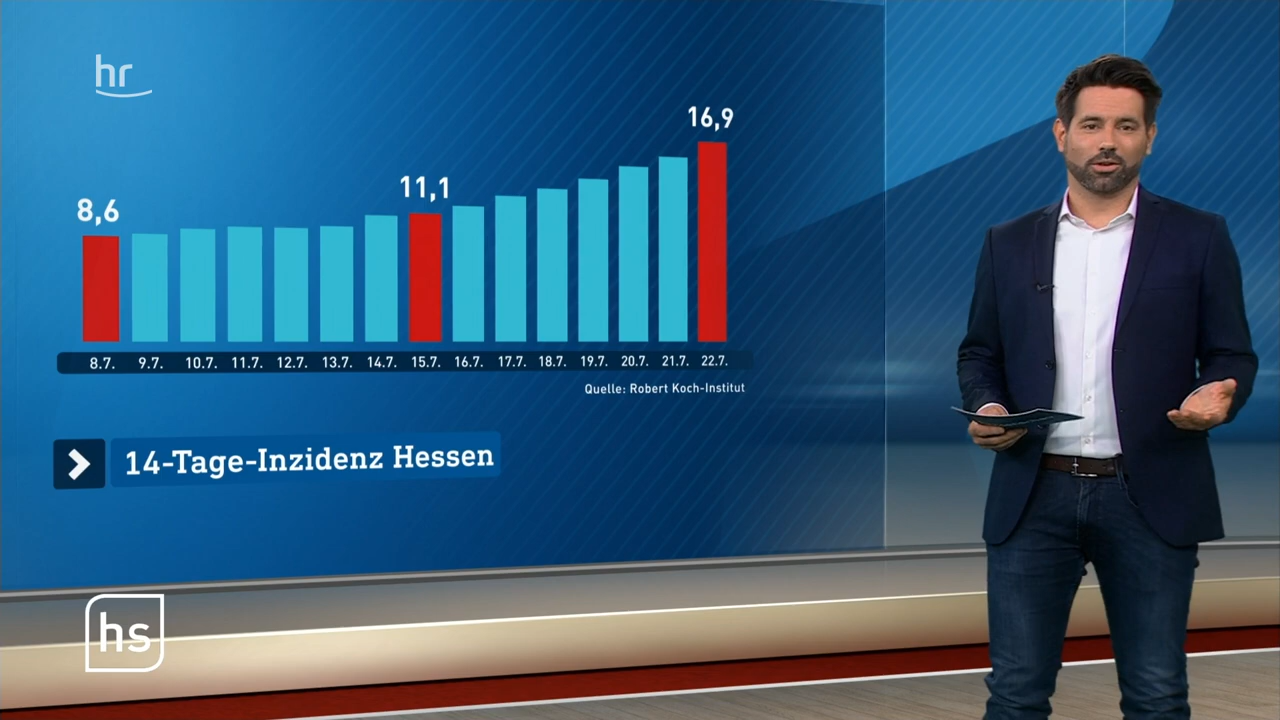 hr
16,9
11,1
8,6
8.7. 9.7. 10.7. 11.7. 12.7. 13.7. 14.7. 15.7. 16.7. 17.7. 18.7. 19.7. 20.7. 21.7. 22.7.
Quelle: Robert Koch-Institut
14-Tage-Inzidenz Hessen
hs